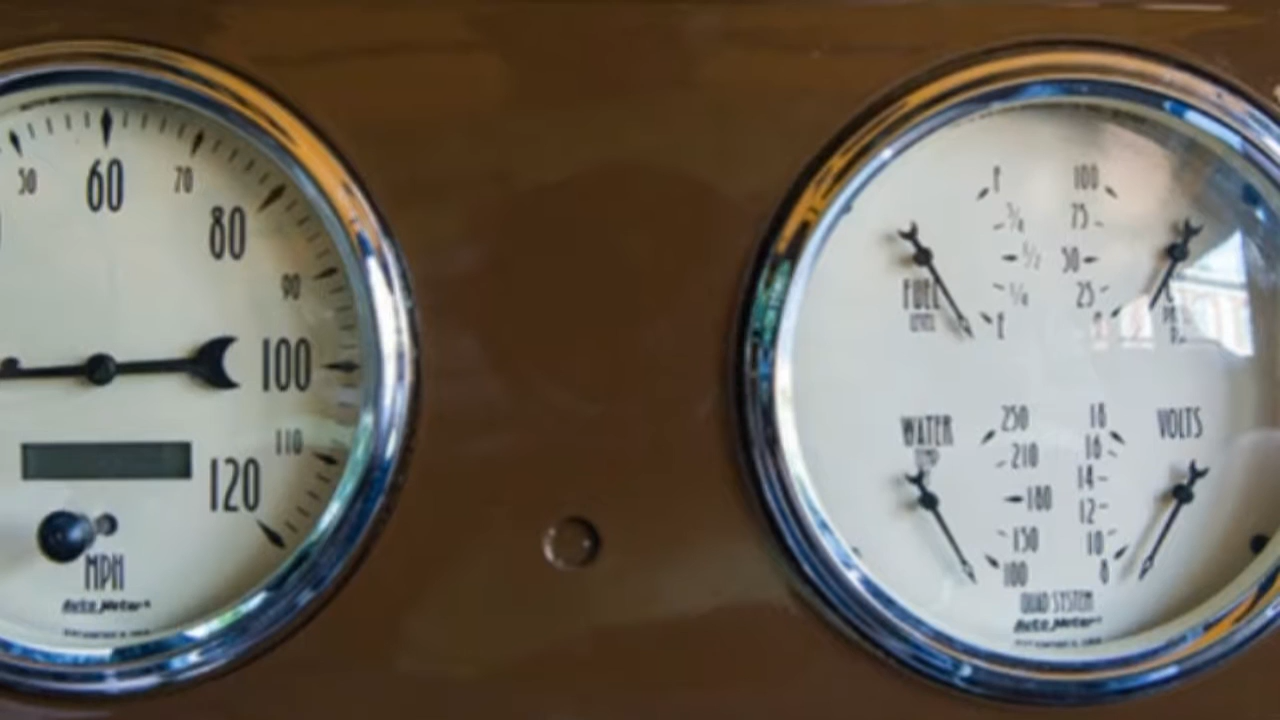 50 60 70
80
90
100
110
120
MPH
Auto Meter
F 100
3/4 75
1/2 50
FUEL 1/4 25
LEVEL E
WATER 250 18 VOLTS
TEMP 210 16
14
180
12
150 10
100 8
QUAD SYSTEM
Auto Meter